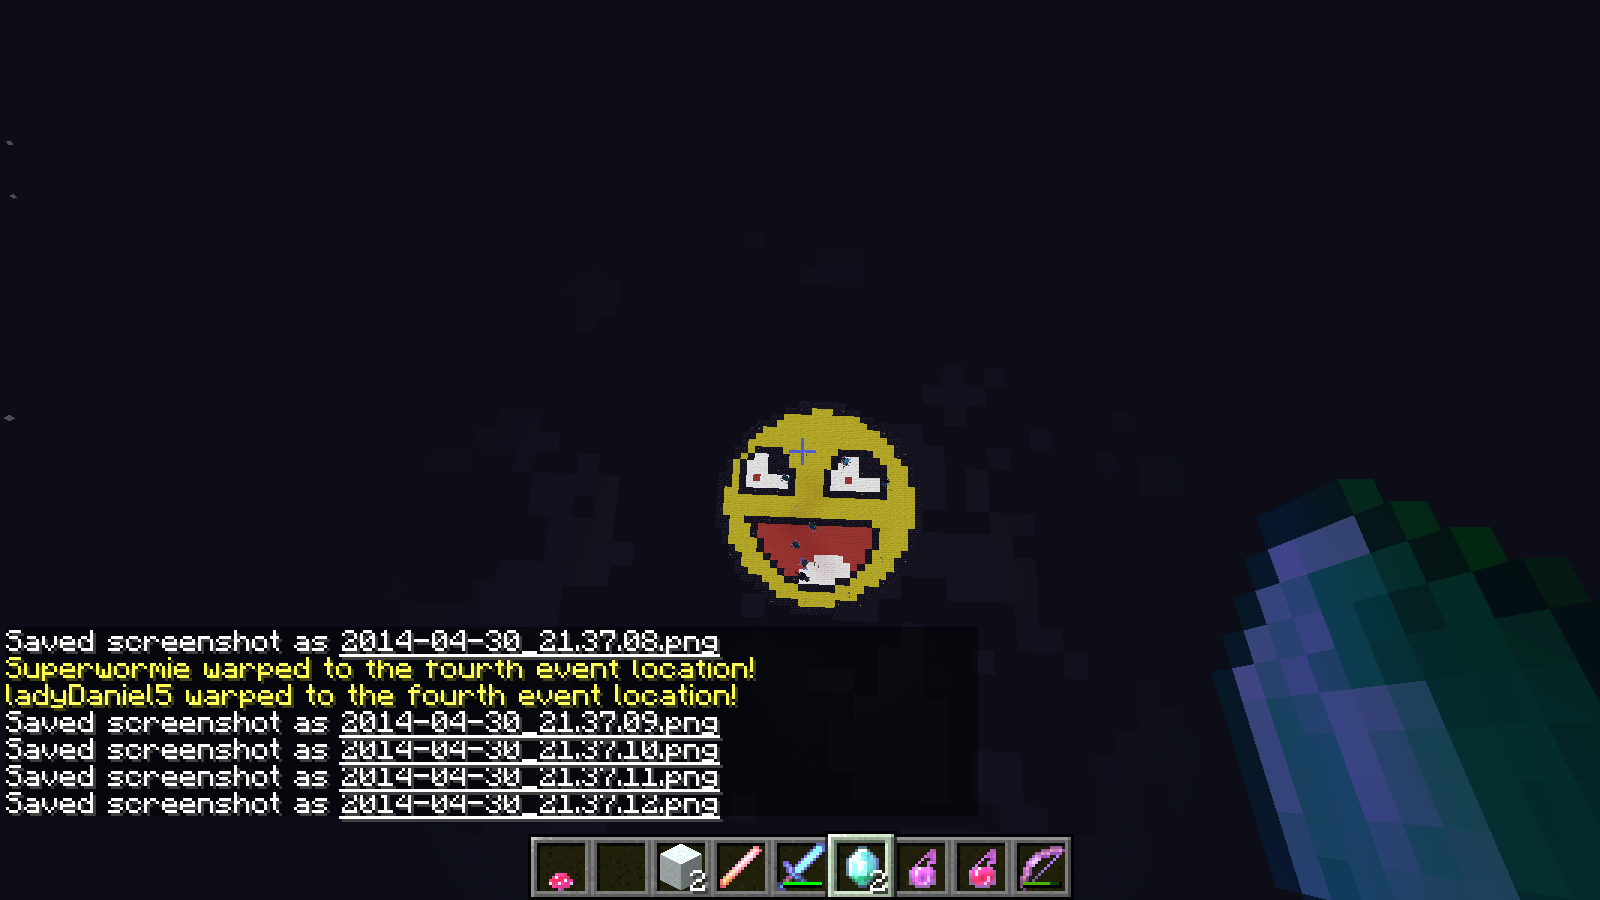 Saved screenshot as 2014-04-30_21.37.08.png
Superwormie warped to the fourth event location!
ladyDaniel5 warped to the fourth event location!
Saved screenshot as 2014-04-30_21.37.09.png
Saved screenshot as 2014-04-30_21.37.10.png
Saved screenshot as 2014-04-30_21.37.11.png
Saved screenshot as 2014-04-30_21.37.12.png
2 2